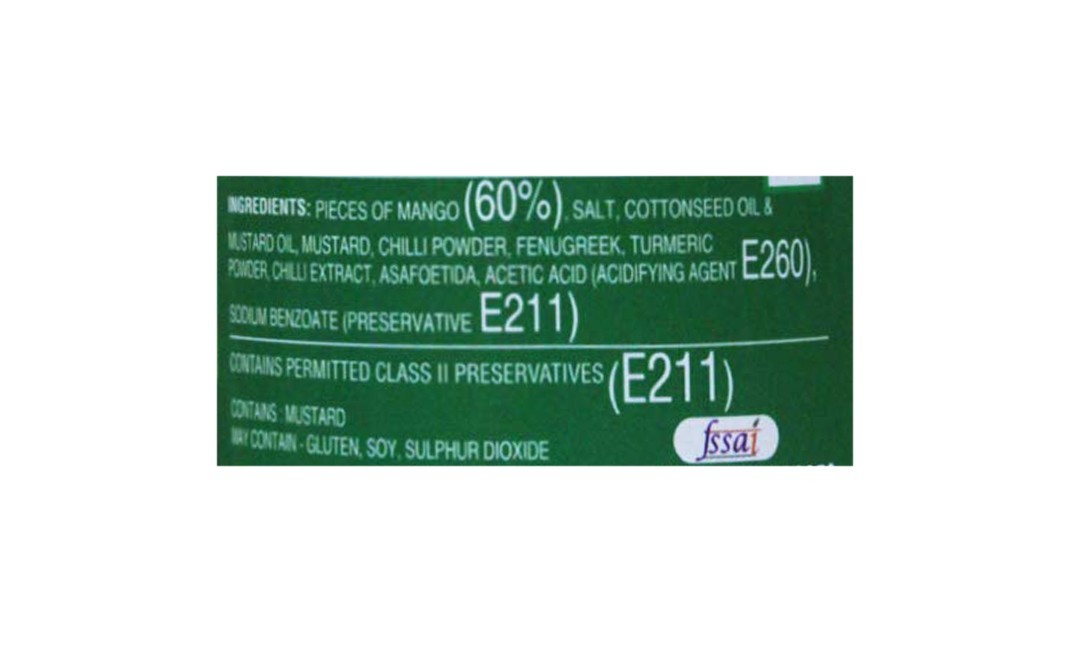 INGREDIENTS: PIECES OF MANGO (60%), SALT, COTTONSEED OIL &
MUSTARD OIL, MUSTARD, CHILLI POWDER, FENUGREEK, TURMERIC
POWDER, CHILLI EXTRACT, ASAFOETIDA, ACETIC ACID (ACIDIFYING AGENT E260),
SODIUM BENZOATE (PRESERVATIVE E211)
CONTAINS PERMITTED CLASS II PRESERVATIVES (E211)
CONTAINS : MUSTARD
MAY CONTAIN - GLUTEN, SOY, SULPHUR DIOXIDE
fssai